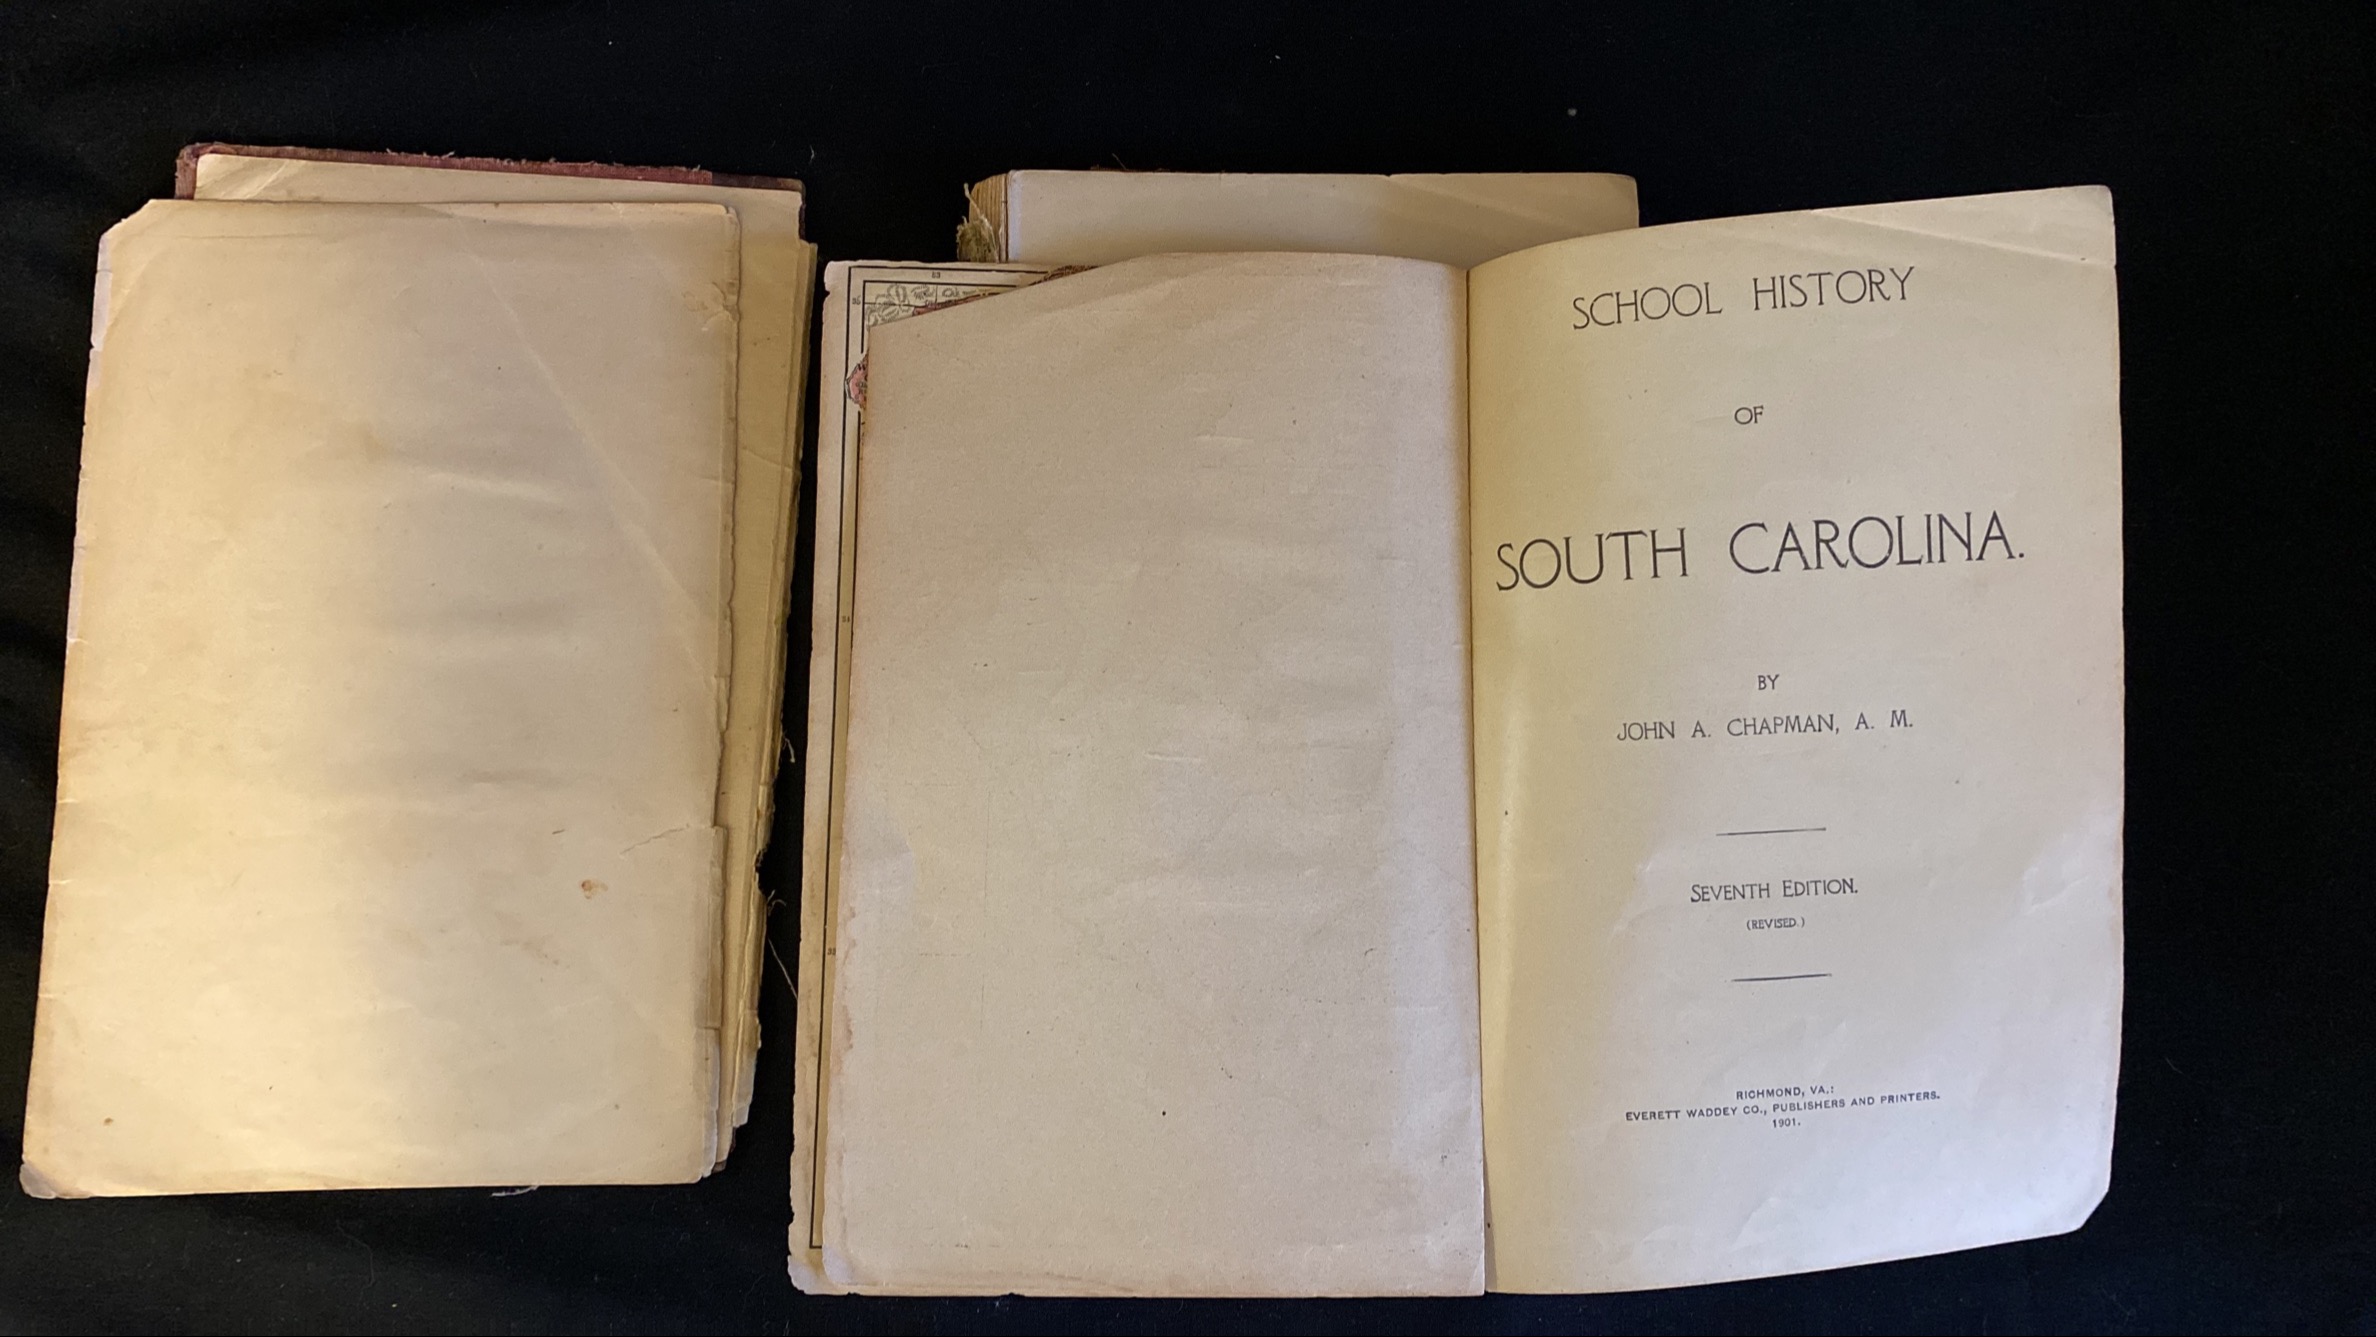 SCHOOL HISTORY
OF
SOUTH CAROLINA.
BY
JOHN A. CHAPMAN, A. M.
SEVENTH EDITION.
(REVISED.)
RICHMOND, VA.:
EVERETT WADDEY CO., PUBLISHERS AND PRINTERS.
1901.